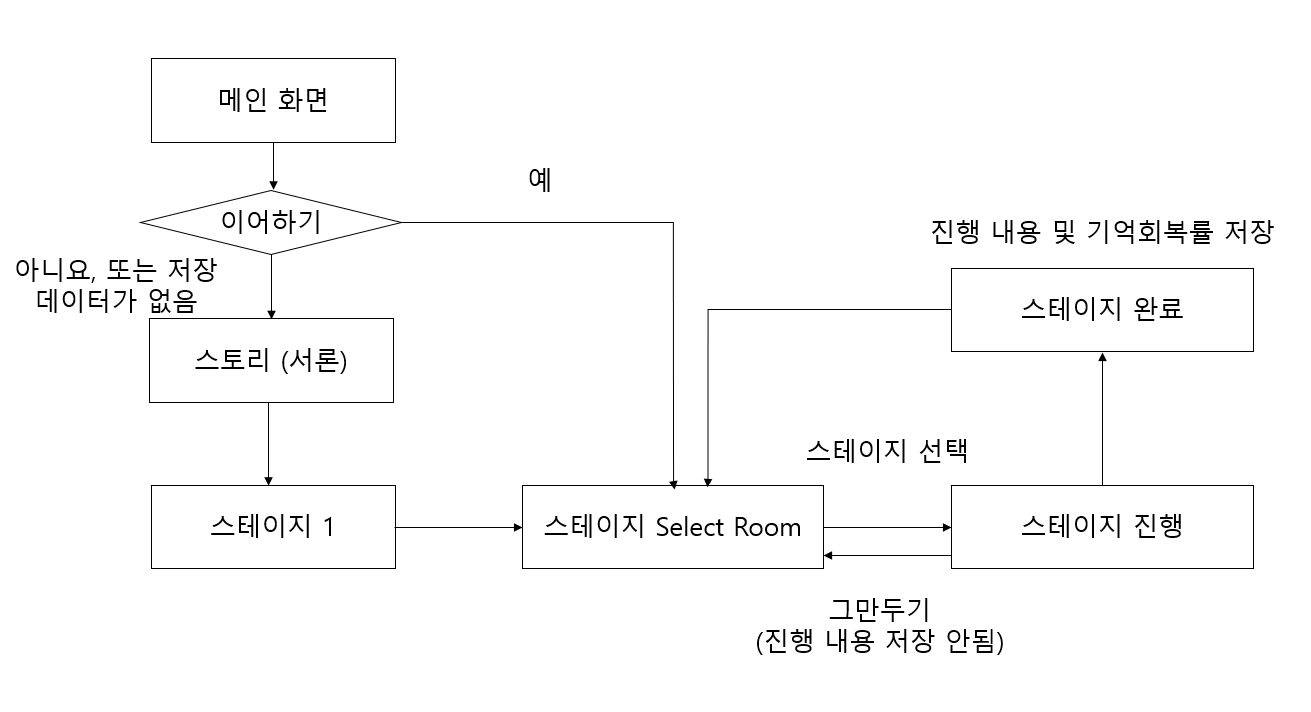 메인 화면
예
이어하기
진행 내용 및 기억회복률 저장
아니요, 또는 저장
데이터가 없음
스테이지 완료
스토리 (서론)
스테이지 선택
스테이지 1
스테이지 Select Room
스테이지 진행
그만두기
(진행 내용 저장 안됨)